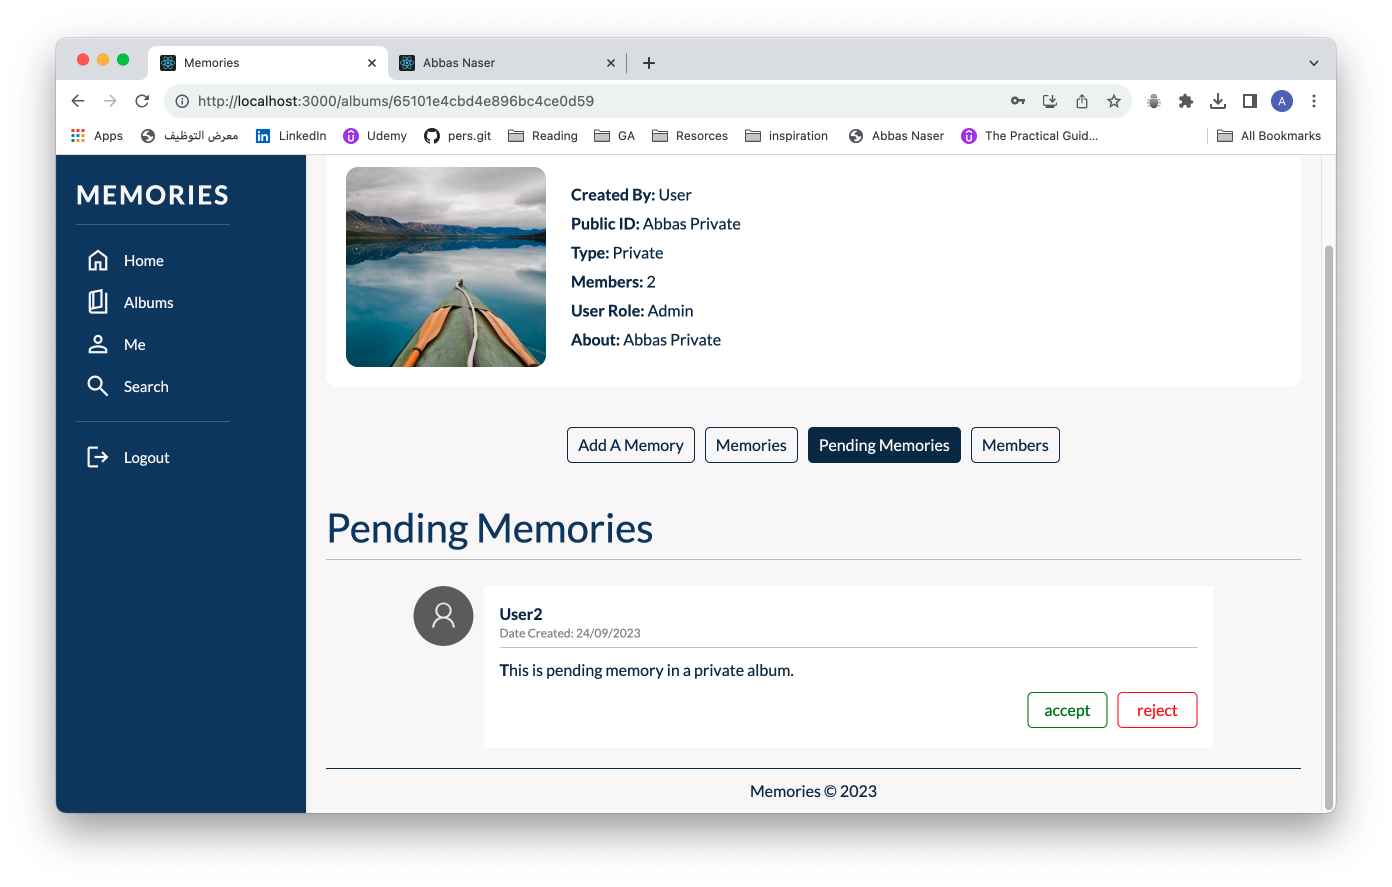 Memories
Abbas Naser
http://localhost:3000/albums/65101e4cbd4e896bc4ce0d59
A
Apps
معرض التوظيف
LinkedIn
Udemy
pers.git
Reading
GA
Resorces
inspiration
Abbas Naser
The Practical Guid...
All Bookmarks
MEMORIES
Home
Albums
Me
Search
Logout
Created By: User
Public ID: Abbas Private
Type: Private
Members: 2
User Role: Admin
About: Abbas Private
Add A Memory
Memories
Pending Memories
Members
Pending Memories
User2
Date Created: 24/09/2023
This is pending memory in a private album.
accept
reject
Memories © 2023